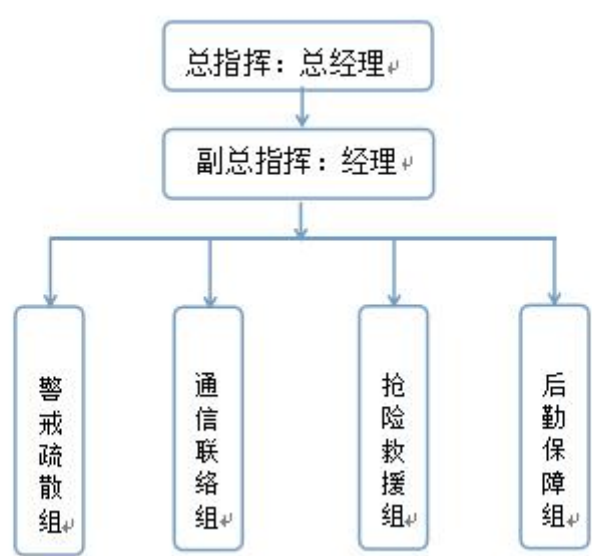 总指挥：总经理
副总指挥：经理
警戒疏散组
通信联络组
抢险救援组
后勤保障组